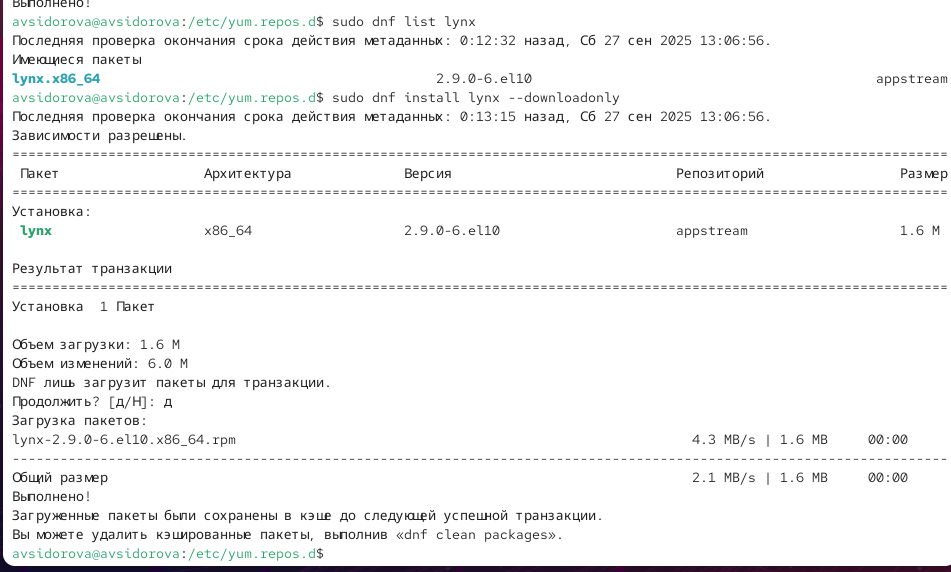 Выполнено!
avsidorova@avsidorova:/etc/yum.repos.d$ sudo dnf list lynx
Последняя проверка окончания срока действия метаданных: 0:12:32 назад, Сб 27 сен 2025 13:06:56.
Имеющиеся пакеты
lynx.x86_64 2.9.0-6.el10 appstream
avsidorova@avsidorova:/etc/yum.repos.d$ sudo dnf install lynx --downloadonly
Последняя проверка окончания срока действия метаданных: 0:13:15 назад, Сб 27 сен 2025 13:06:56.
Зависимости разрешены.
================================================================================
Пакет Архитектура Версия Репозиторий Размер
================================================================================
Установка:
lynx x86_64 2.9.0-6.el10 appstream 1.6 M
Результат транзакции
================================================================================
Установка 1 Пакет
Объем загрузки: 1.6 M
Объем изменений: 6.0 M
DNF лишь загрузит пакеты для транзакции.
Продолжить? [д/Н]: д
Загрузка пакетов:
lynx-2.9.0-6.el10.x86_64.rpm 4.3 MB/s | 1.6 MB 00:00
--------------------------------------------------------------------------------
Общий размер 2.1 MB/s | 1.6 MB 00:00
Выполнено!
Загруженные пакеты были сохранены в кэше до следующей успешной транзакции.
Вы можете удалить кэшированные пакеты, выполнив «dnf clean packages».
avsidorova@avsidorova:/etc/yum.repos.d$